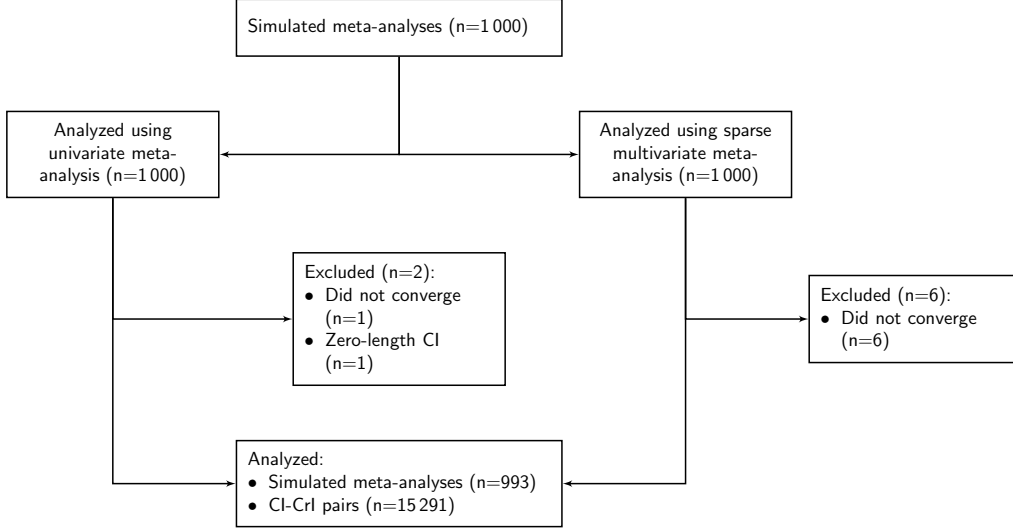 Simulated meta-analyses (n=1 000)
Analyzed using
univariate meta-
analysis (n=1 000)
Analyzed using sparse
multivariate meta-
analysis (n=1 000)
Excluded (n=2):
• Did not converge
(n=1)
• Zero-length CI
(n=1)
Excluded (n=6):
• Did not converge
(n=6)
Analyzed:
• Simulated meta-analyses (n=993)
• CI-CrI pairs (n=15 291)